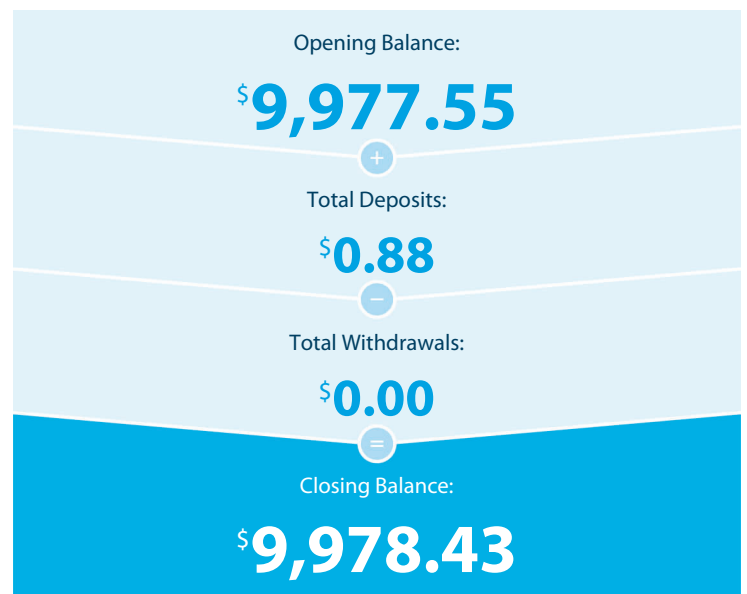 Opening Balance:
$9,977.55
+
Total Deposits:
$0.88
−
Total Withdrawals:
$0.00
=
Closing Balance:
$9,978.43